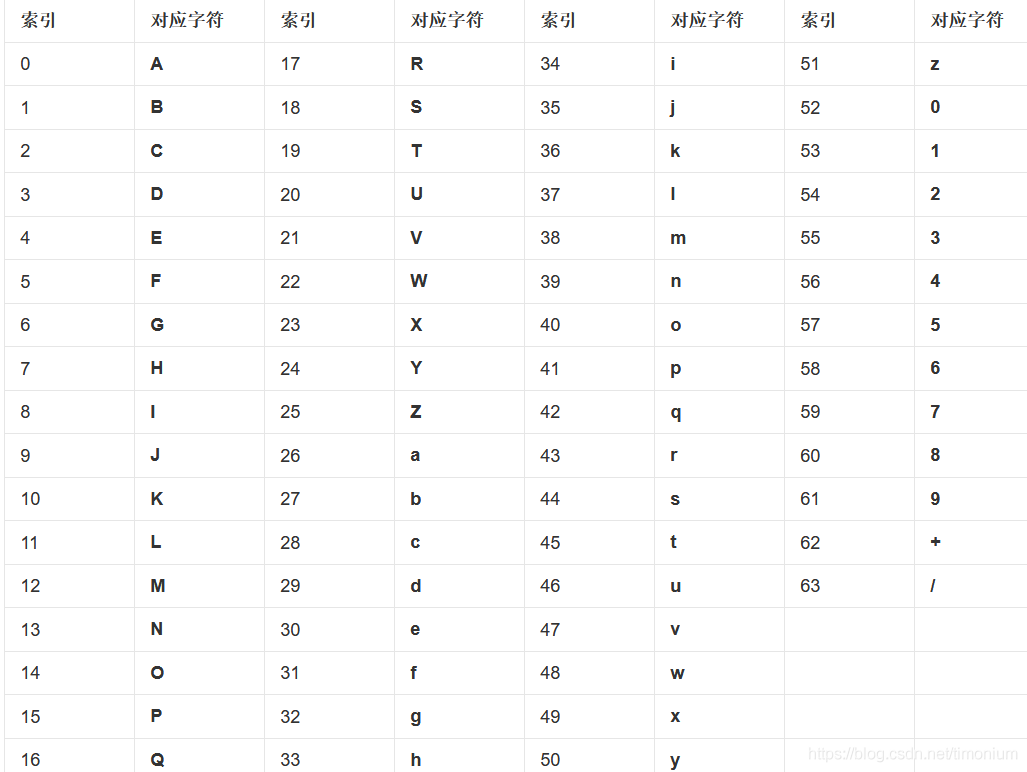 索引 对应字符 索引 对应字符 索引 对应字符 索引 对应字符
0 A 17 R 34 i 51 z
1 B 18 S 35 j 52 0
2 C 19 T 36 k 53 1
3 D 20 U 37 l 54 2
4 E 21 V 38 m 55 3
5 F 22 W 39 n 56 4
6 G 23 X 40 o 57 5
7 H 24 Y 41 p 58 6
8 I 25 Z 42 q 59 7
9 J 26 a 43 r 60 8
10 K 27 b 44 s 61 9
11 L 28 c 45 t 62 +
12 M 29 d 46 u 63 /
13 N 30 e 47 v
14 O 31 f 48 w
15 P 32 g 49 x
16 Q 33 h 50 y
https://blog.csdn.net/timonium